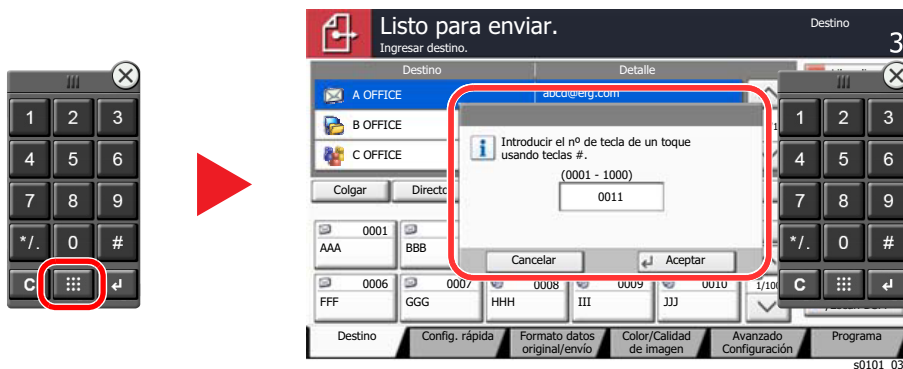 1 2 3
4 5 6
7 8 9
*/. 0 #
C
Listo para enviar.
Ingresar destino.
Destino
3
Destino Detalle
A OFFICE abcd@efg.com
B OFFICE
C OFFICE
Introducir el nº de tecla de un toque
usando teclas #.
(0001 - 1000)
0011
Cancelar Aceptar
Colgar
0001
AAA BBB
0006 0007 0008 0009 0010 1/100
FFF GGG HHH III JJJ
1 2 3
4 5 6
7 8 9
*/. 0 #
C
Destino Config. rápida Formato datos
original/envío Color/Calidad
de imagen Avanzado
Configuración Programa
s0101_03